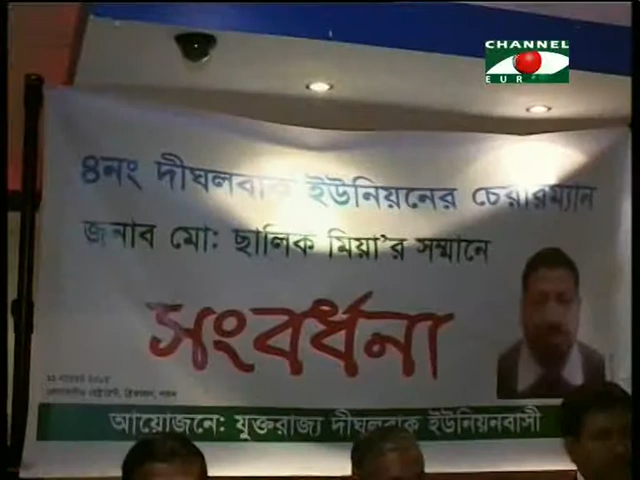 CHANNEL
EUR
৪নং দীঘলবাক ইউনিয়নের চেয়ারম্যান
জনাব মো: ছালিক মিয়া'র সম্মানে
সংবর্ধনা
আয়োজনে: যুক্তরাজ্য দীঘলবাক ইউনিয়নবাসী